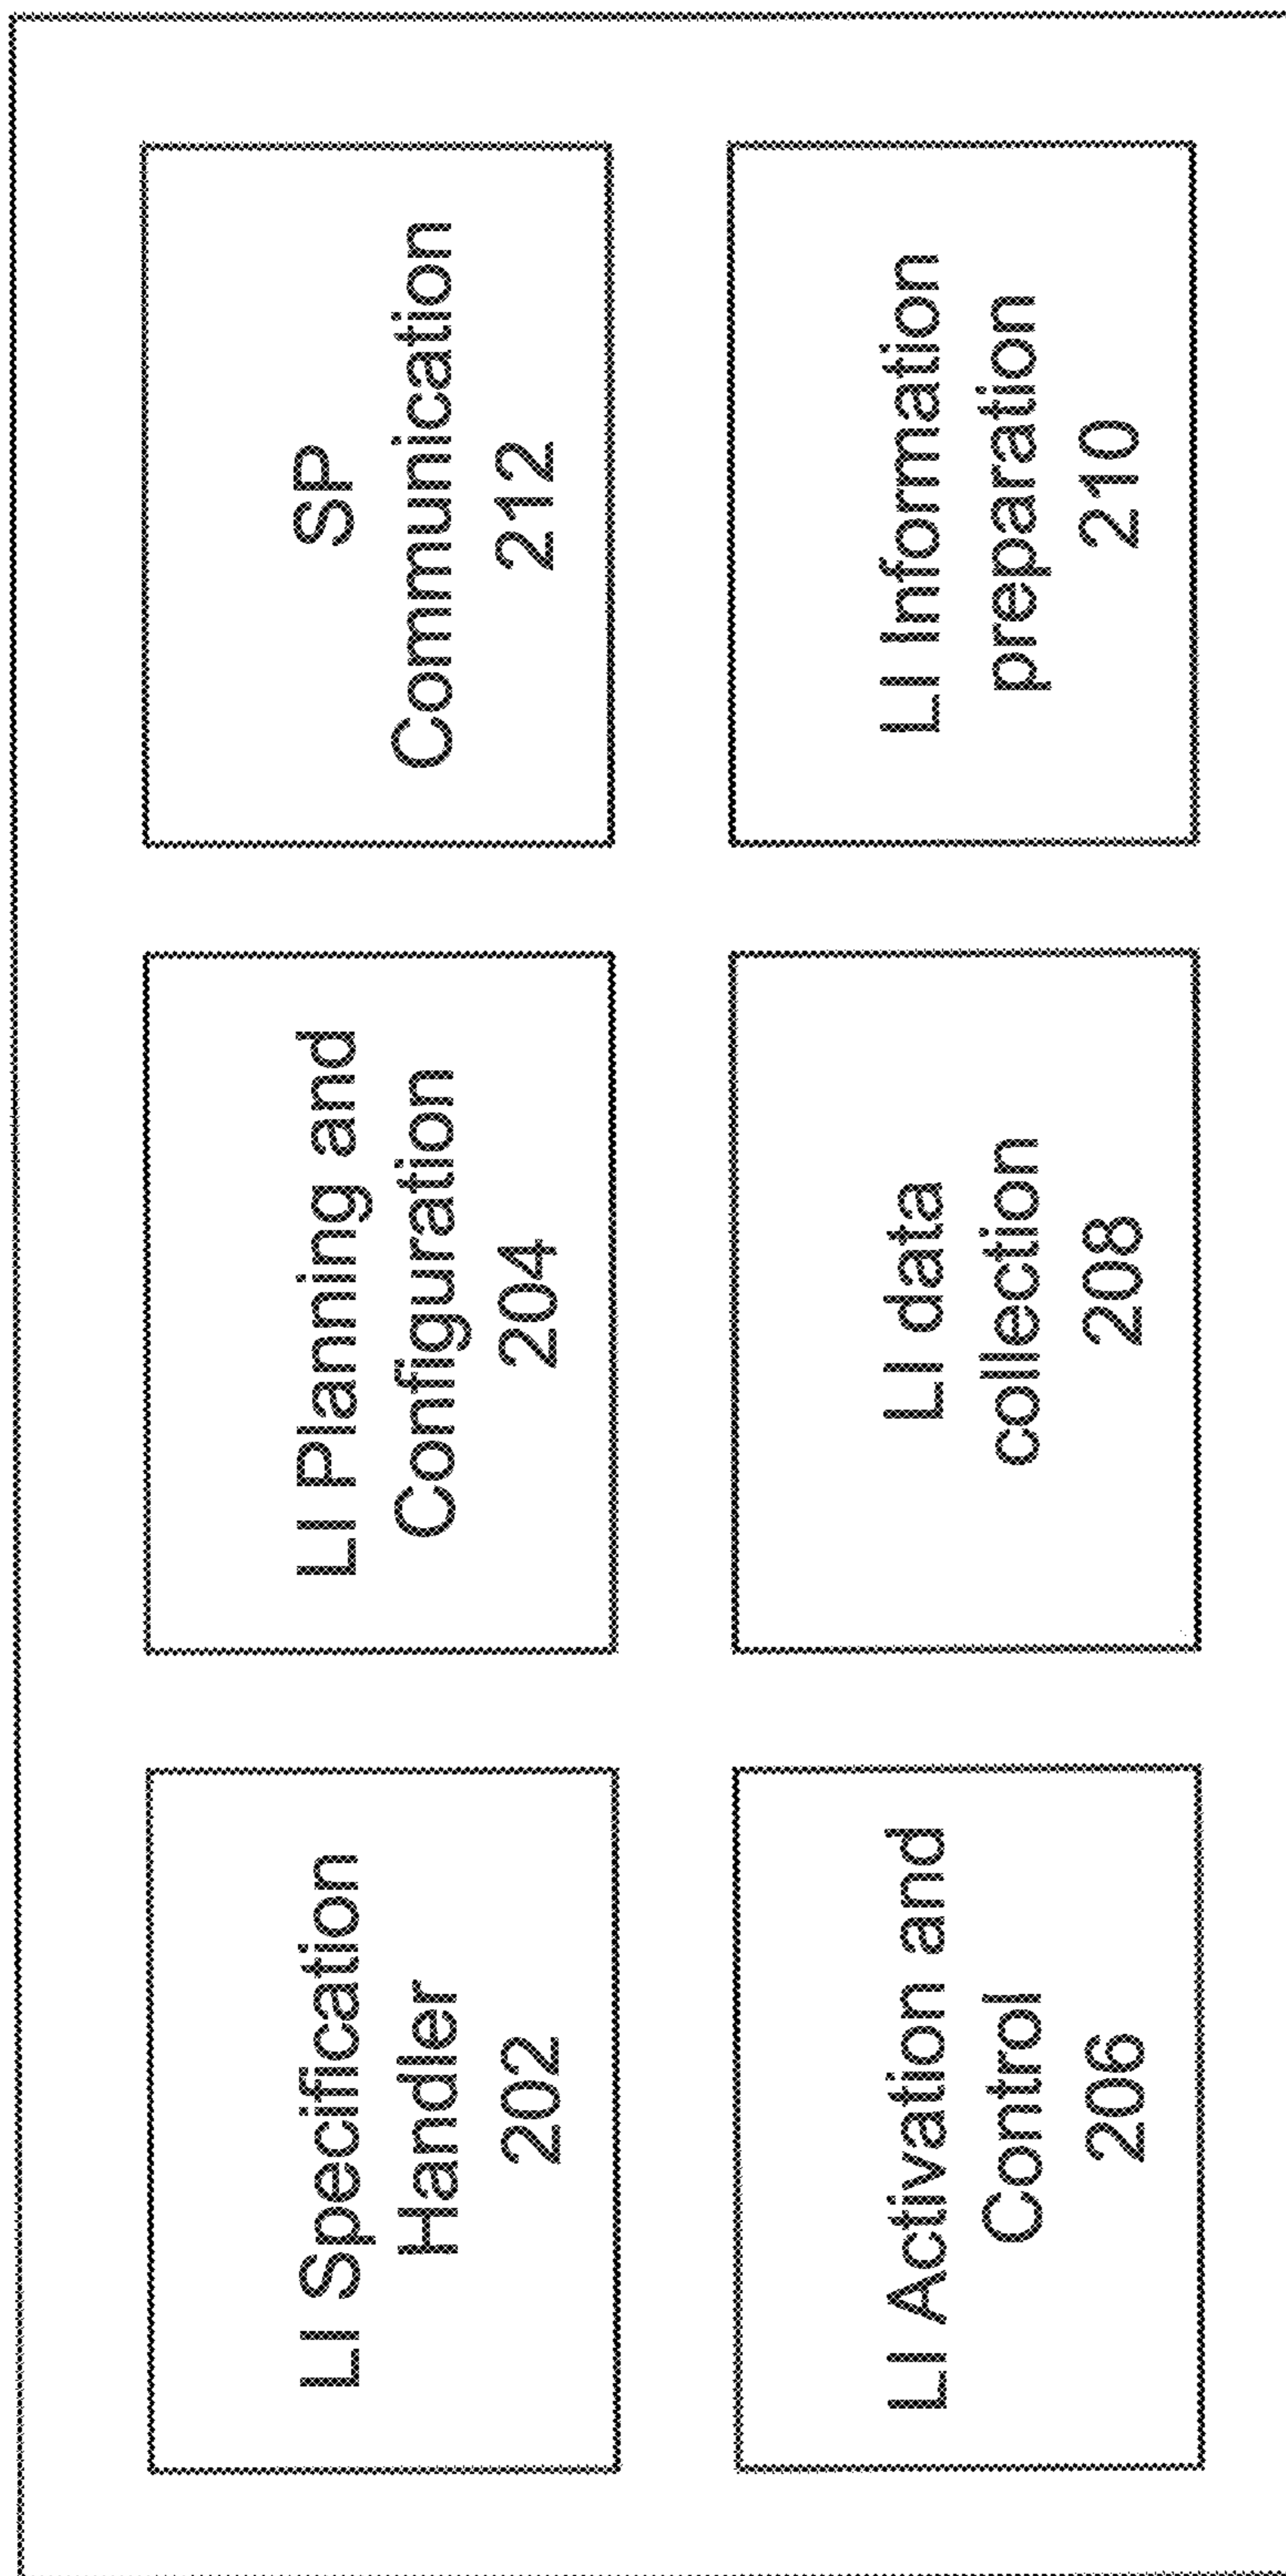 LI Specification
Handler
202
LI Planning and
Configuration
204
SP
Communication
212
LI Activation and
Control
206
LI data
collection
208
LI Information
preparation
210